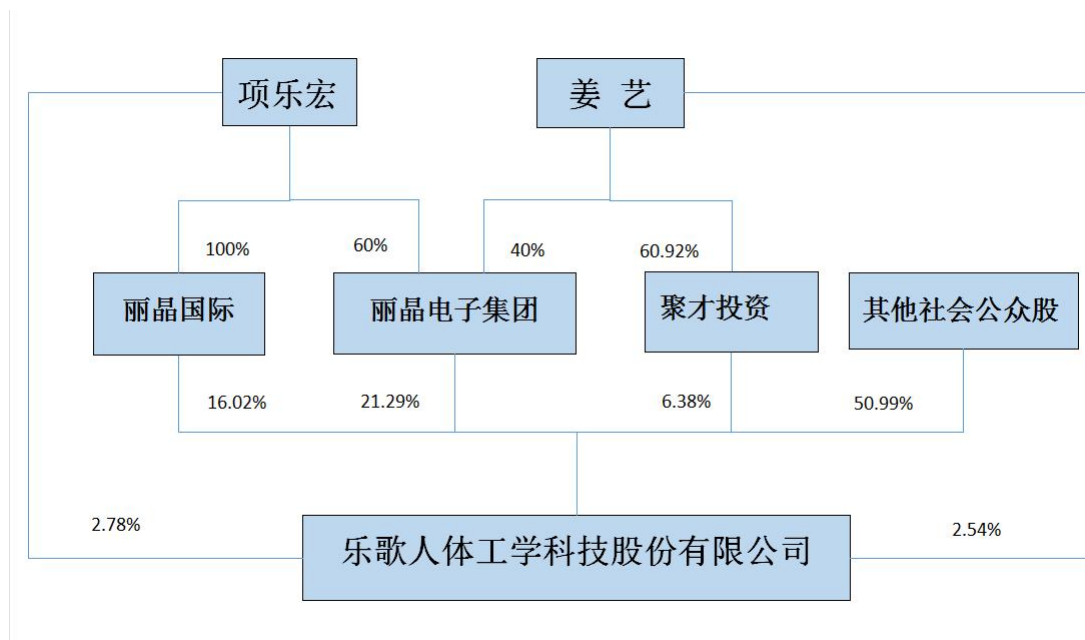 项乐宏
姜 艺
100%
60%
40%
60.92%
丽晶国际
丽晶电子集团
聚才投资
其他社会公众股
16.02%
21.29%
6.38%
50.99%
2.78%
2.54%
乐歌人体工学科技股份有限公司